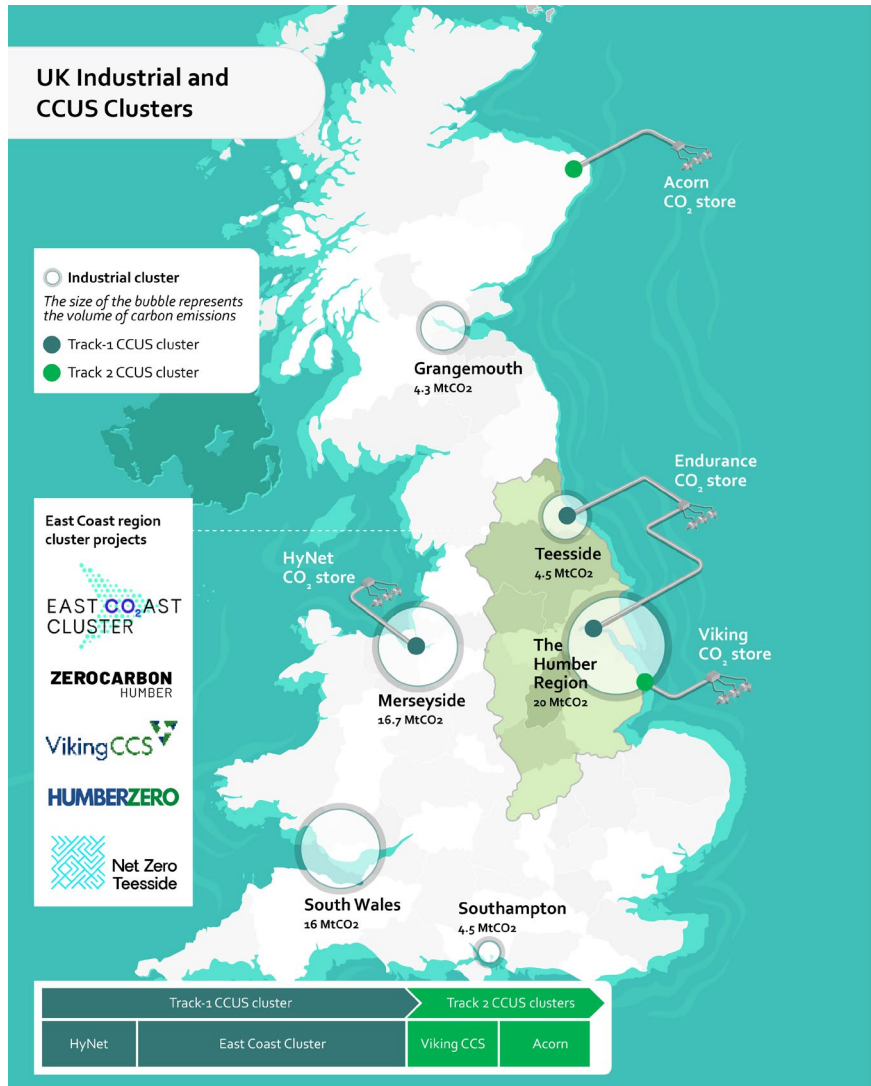 UK Industrial and
CCUS Clusters
Acorn
CO₂ store
Industrial cluster
The size of the bubble represents
the volume of carbon emissions
Track-1 CCUS cluster
Track 2 CCUS cluster
Grangemouth
4.3 MtCO2
Endurance
CO₂ store
East Coast region
cluster projects
EAST CO₂AST
CLUSTER
ZEROCARBON
HUMBER
VikingCCS
HUMBERZERO
Net Zero
Teesside
HyNet
CO₂ store
Teesside
4.5 MtCO2
The
Humber
Region
20 MtCO2
Viking
CO₂ store
Merseyside
16.7 MtCO2
South Wales
16 MtCO2
Southampton
4.5 MtCO2
Track-1 CCUS cluster
Track 2 CCUS clusters
HyNet
East Coast Cluster
Viking CCS
Acorn